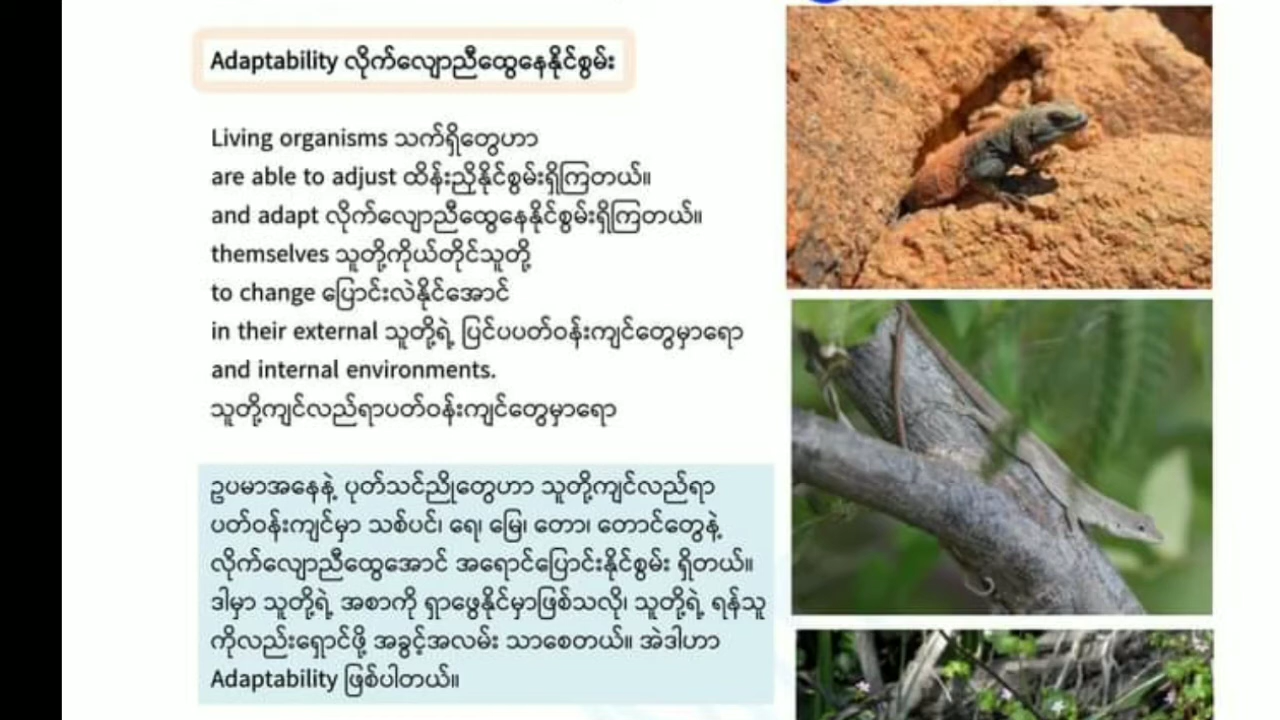 Adaptability လိုက်လျောညီထွေနေနိုင်စွမ်း
Living organisms သက်ရှိတွေဟာ
are able to adjust ထိန်းညှိနိုင်စွမ်းရှိကြတယ်။
and adapt လိုက်လျောညီထွေနေနိုင်စွမ်းရှိကြတယ်။
themselves သူတို့ကိုယ်တိုင်သူတို့
to change ပြောင်းလဲနိုင်အောင်
in their external သူတို့ရဲ့ ပြင်ပပတ်ဝန်းကျင်တွေမှာရော
and internal environments.
သူတို့ကျင်လည်ရာပတ်ဝန်းကျင်တွေမှာရော
ဥပမာအနေနဲ့ ပုတ်သင်ညိုတွေဟာ သူတို့ကျင်လည်ရာ
ပတ်ဝန်းကျင်မှာ သစ်ပင်၊ ရေ၊ မြေ၊ တော၊ တောင်တွေနဲ့
လိုက်လျောညီထွေအောင် အရောင်ပြောင်းနိုင်စွမ်း ရှိတယ်။
ဒါမှာ သူတို့ရဲ့ အစာကို ရှာဖွေနိုင်မှာဖြစ်သလို၊ သူတို့ရဲ့ ရန်သူ
ကိုလည်းရှောင်ဖို့ အခွင့်အလမ်း သာစေတယ်။ အဲဒါဟာ
Adaptability ဖြစ်ပါတယ်။